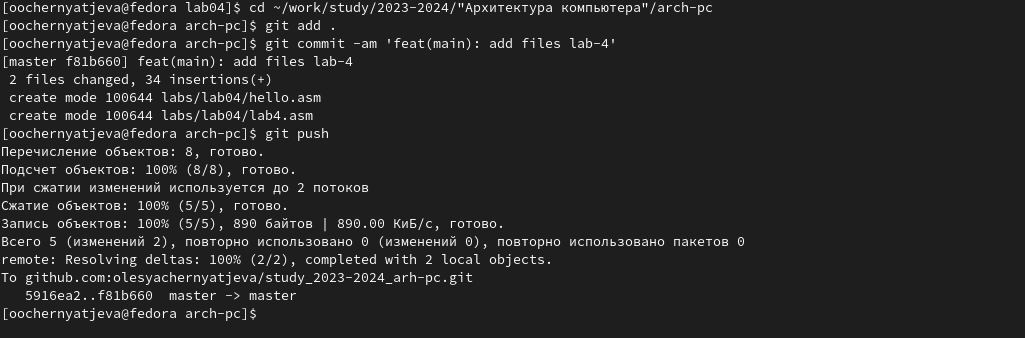 [oochernyatjeva@fedora lab04]$ cd ~/work/study/2023-2024/"Архитектура компьютера"/arch-pc
[oochernyatjeva@fedora arch-pc]$ git add .
[oochernyatjeva@fedora arch-pc]$ git commit -am 'feat(main): add files lab-4'
[master f81b660] feat(main): add files lab-4
 2 files changed, 34 insertions(+)
 create mode 100644 labs/lab04/hello.asm
 create mode 100644 labs/lab04/lab4.asm
[oochernyatjeva@fedora arch-pc]$ git push
Перечисление объектов: 8, готово.
Подсчет объектов: 100% (8/8), готово.
При сжатии изменений используется до 2 потоков
Сжатие объектов: 100% (5/5), готово.
Запись объектов: 100% (5/5), 890 байтов | 890.00 КиБ/с, готово.
Всего 5 (изменений 2), повторно использовано 0 (изменений 0), повторно использовано пакетов 0
remote: Resolving deltas: 100% (2/2), completed with 2 local objects.
To github.com:olesyachernyatjeva/study_2023-2024_arh-pc.git
   5916ea2..f81b660  master -> master
[oochernyatjeva@fedora arch-pc]$